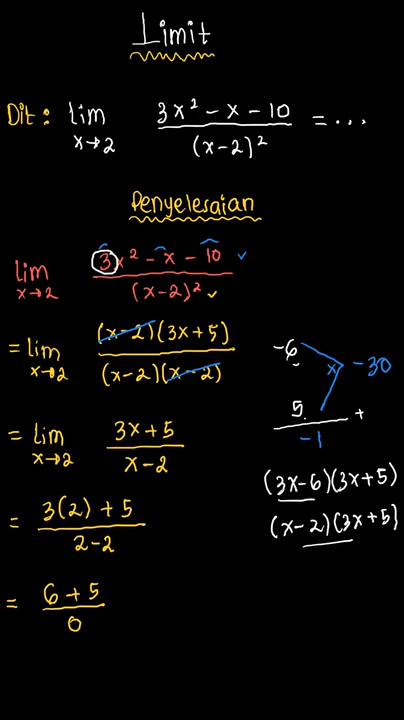 Limit
Dit : lim x→2 (3x² - x - 10)/(x-2)² = ...
Penyelesaian
lim x→2 (3x² - x - 10)/(x-2)²
= lim x→2 (x-2)(3x+5)/(x-2)(x-2)
= lim x→2 (3x+5)/(x-2)
= (3(2) + 5)/(2-2)
= (6 + 5)/0
-6
x -30
5 +
-1
(3x-6)(3x+5)
(x-2)(3x+5)